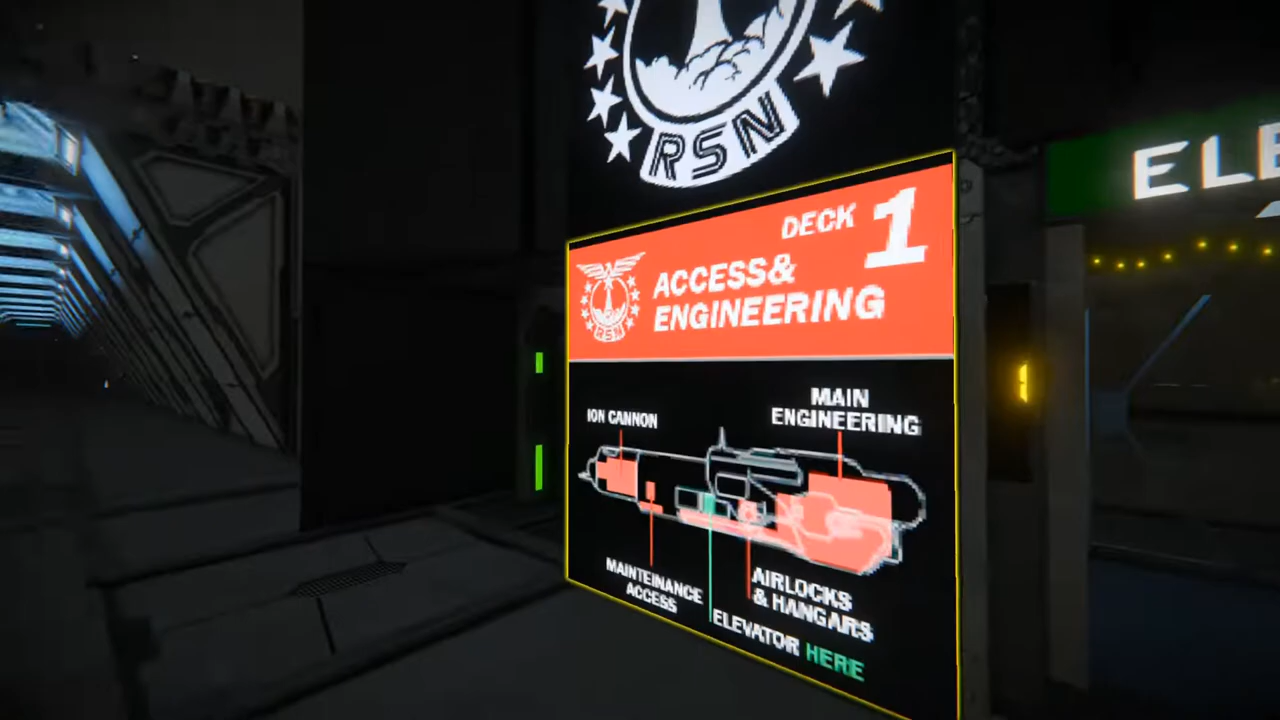 RSN
ELE
DECK 1
RSN
ACCESS&
ENGINEERING
ION CANNON
MAIN
ENGINEERING
MAINTEINANCE
ACCESS
AIRLOCKS
& HANGARS
ELEVATOR HERE